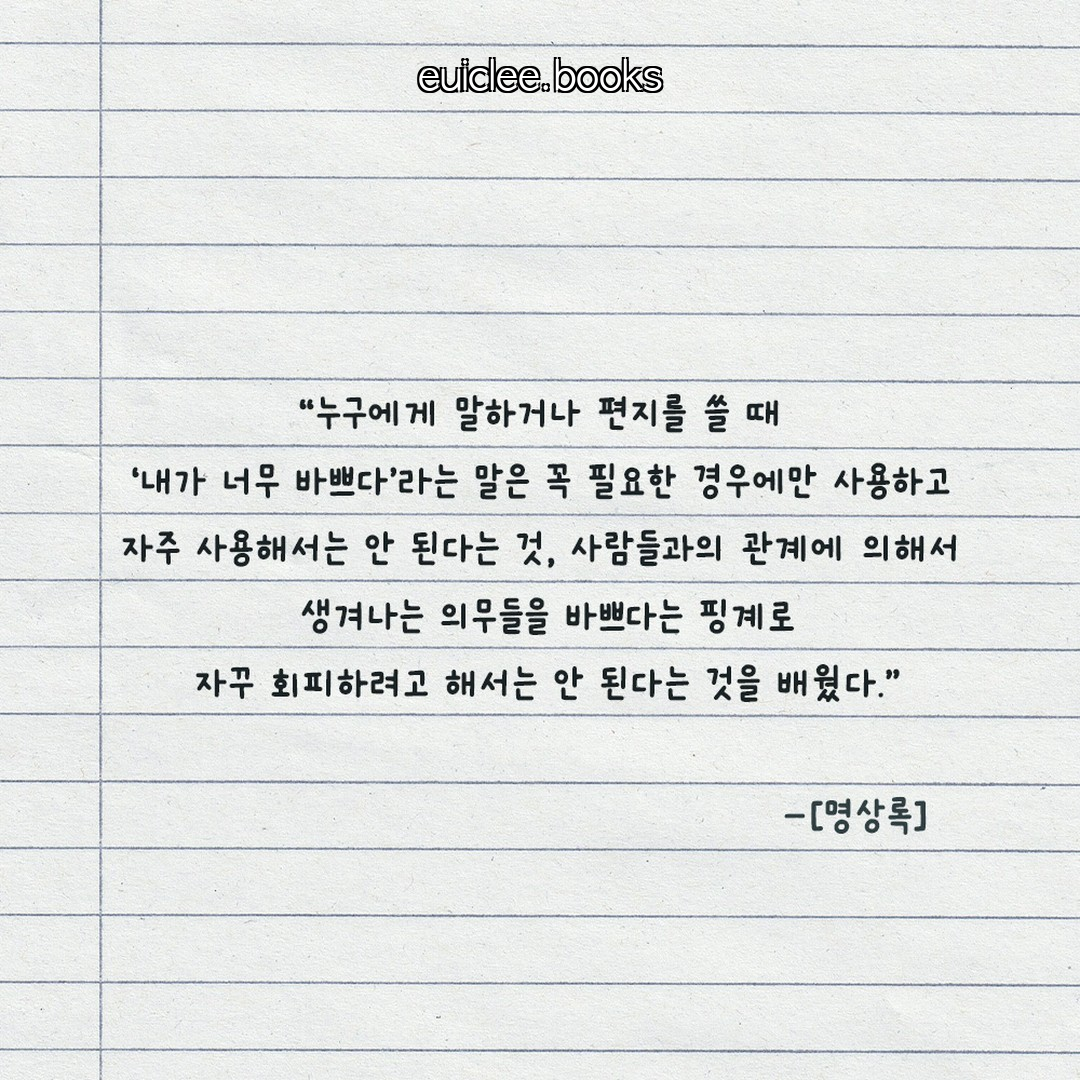 euidee.books
“누구에게 말하거나 편지를 쓸 때
‘내가 너무 바쁘다’라는 말은 꼭 필요한 경우에만 사용하고
자주 사용해서는 안 된다는 것, 사람들과의 관계에 의해서
생겨나는 의무들을 바쁘다는 핑계로
자꾸 회피하려고 해서는 안 된다는 것을 배웠다.”
-[명상록]